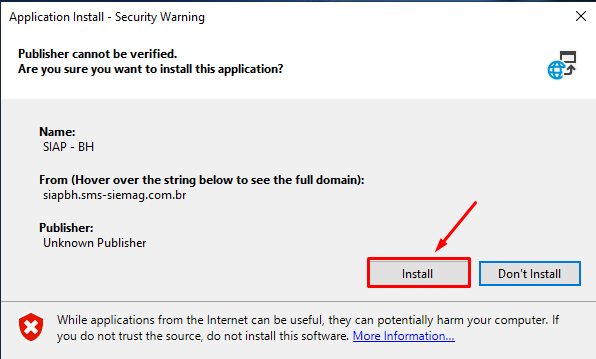 Application Install - Security Warning
Publisher cannot be verified.
Are you sure you want to install this application?
Name:
SIAP - BH
From (Hover over the string below to see the full domain):
siapbh.sms-siemag.com.br
Publisher:
Unknown Publisher
Install
Don't Install
While applications from the Internet can be useful, they can potentially harm your computer. If
you do not trust the source, do not install this software. More Information...